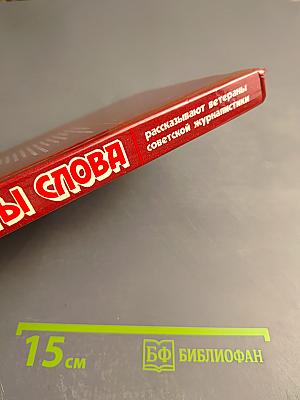 ы слова
рассказывают ветераны
советской журналистики
15 см
БФ БИБЛИОФАН